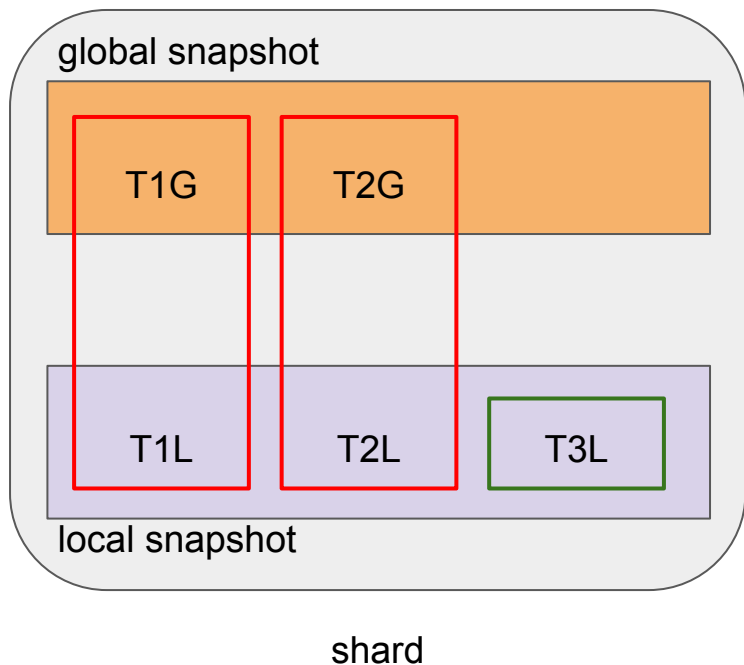 global snapshot
T1G
T2G
T1L
T2L
T3L
local snapshot
shard